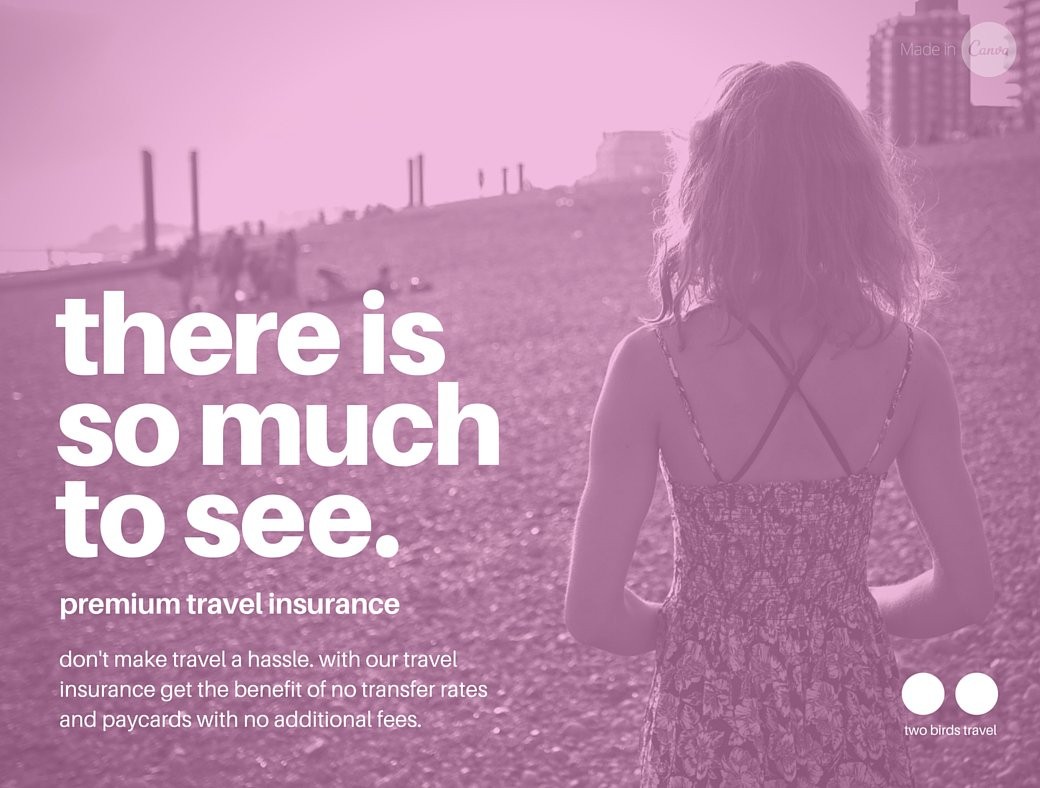 Made in Canva
there is
so much
to see.
premium travel insurance
don't make travel a hassle. with our travel
insurance get the benefit of no transfer rates
and paycards with no additional fees.
two birds travel